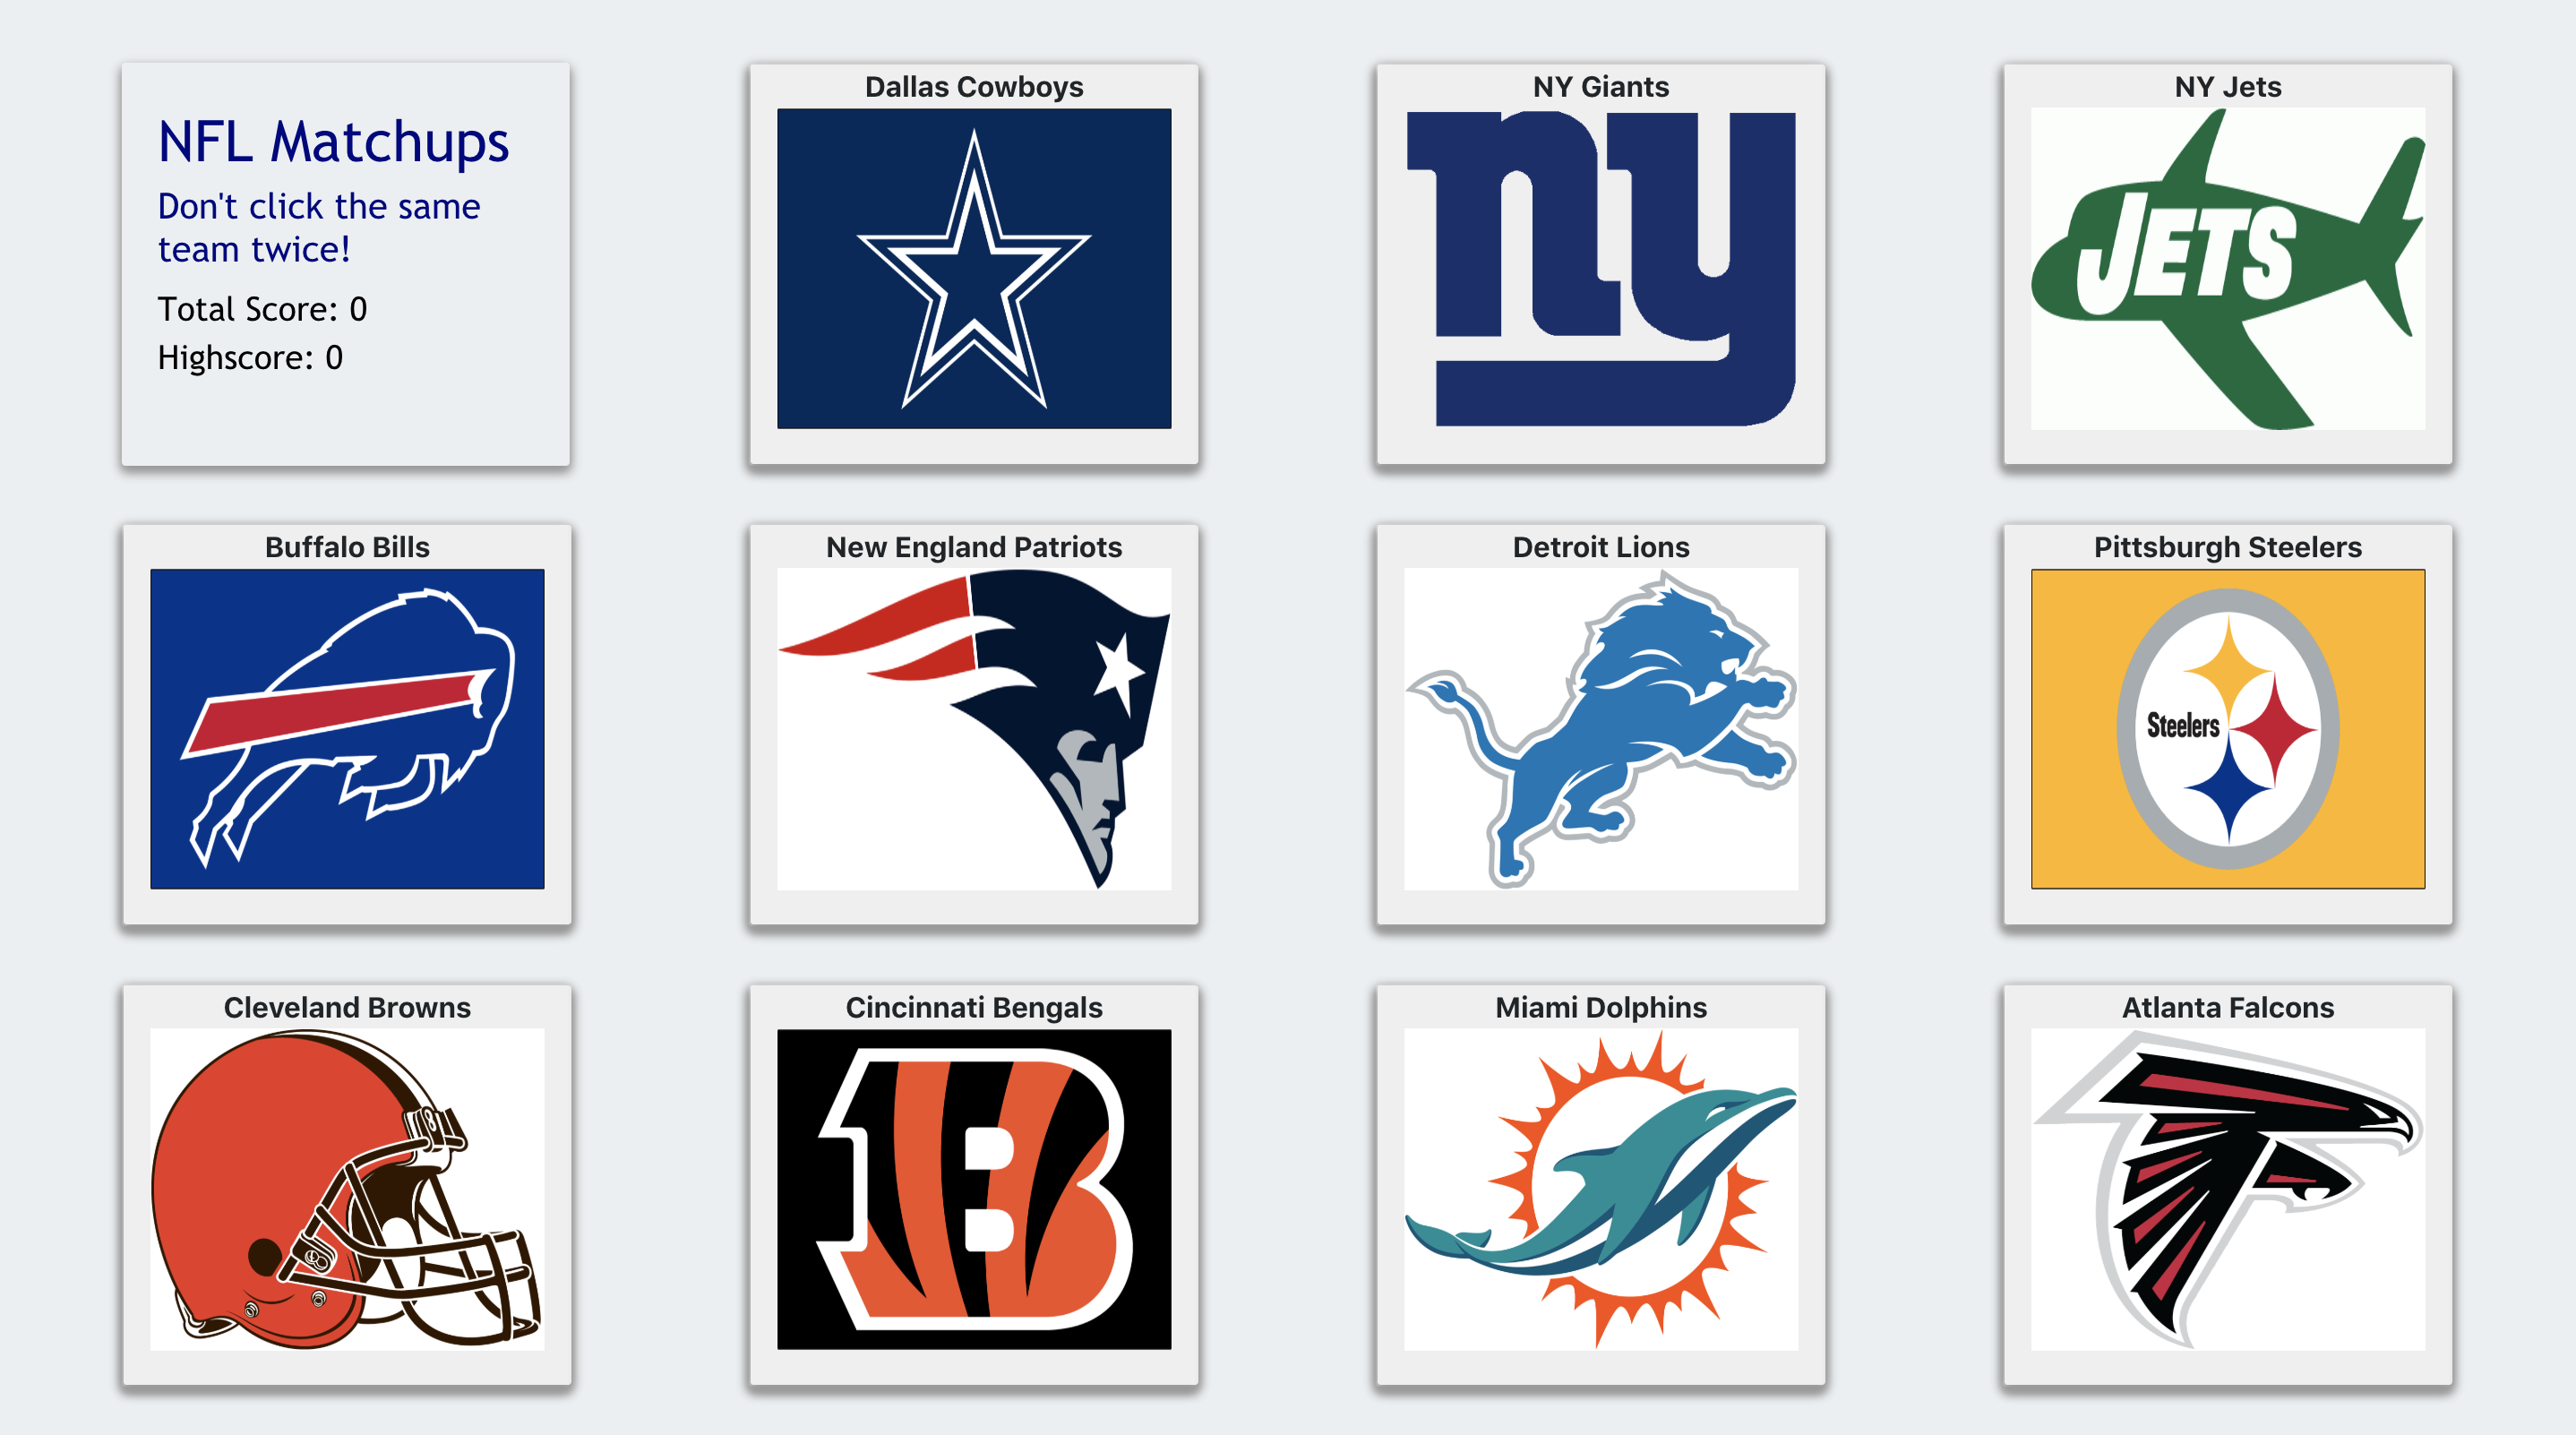 NFL Matchups
Don't click the same
team twice!
Total Score: 0
Highscore: 0
Dallas Cowboys
NY Giants
ny
NY Jets
JETS
Buffalo Bills
New England Patriots
Detroit Lions
Pittsburgh Steelers
Steelers
Cleveland Browns
Cincinnati Bengals
B
Miami Dolphins
Atlanta Falcons